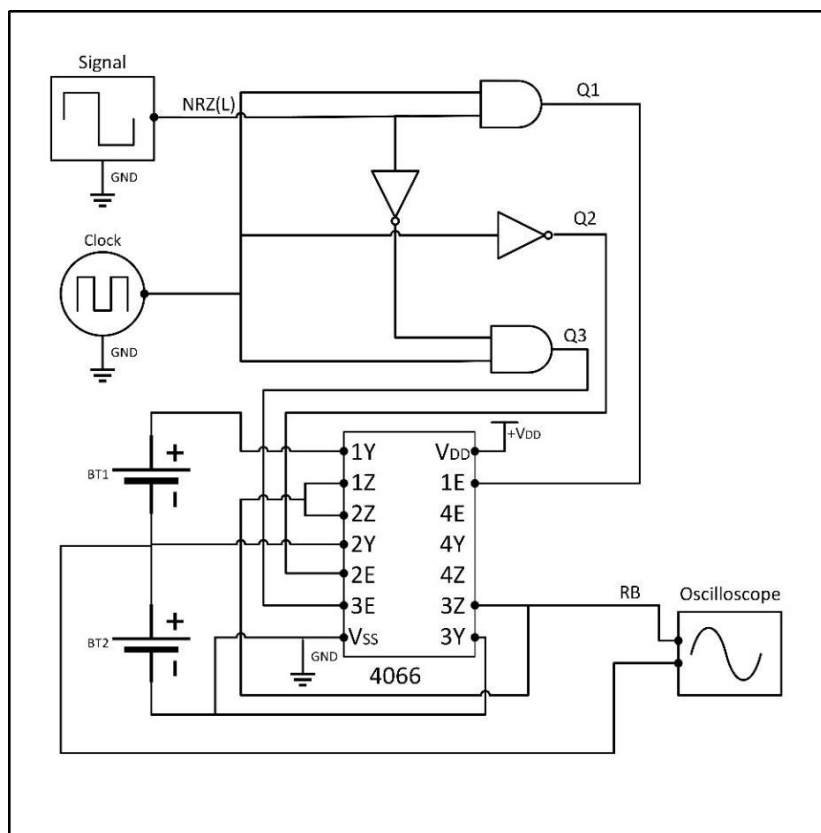 Signal
NRZ(L)
Q1
GND
Q2
Clock
GND
Q3
+VDD
BT1
+
-
BT2
+
-
1Y
1Z
2Z
2Y
2E
3E
VSS
VDD
1E
4E
4Y
4Z
3Z
3Y
GND
4066
RB
Oscilloscope